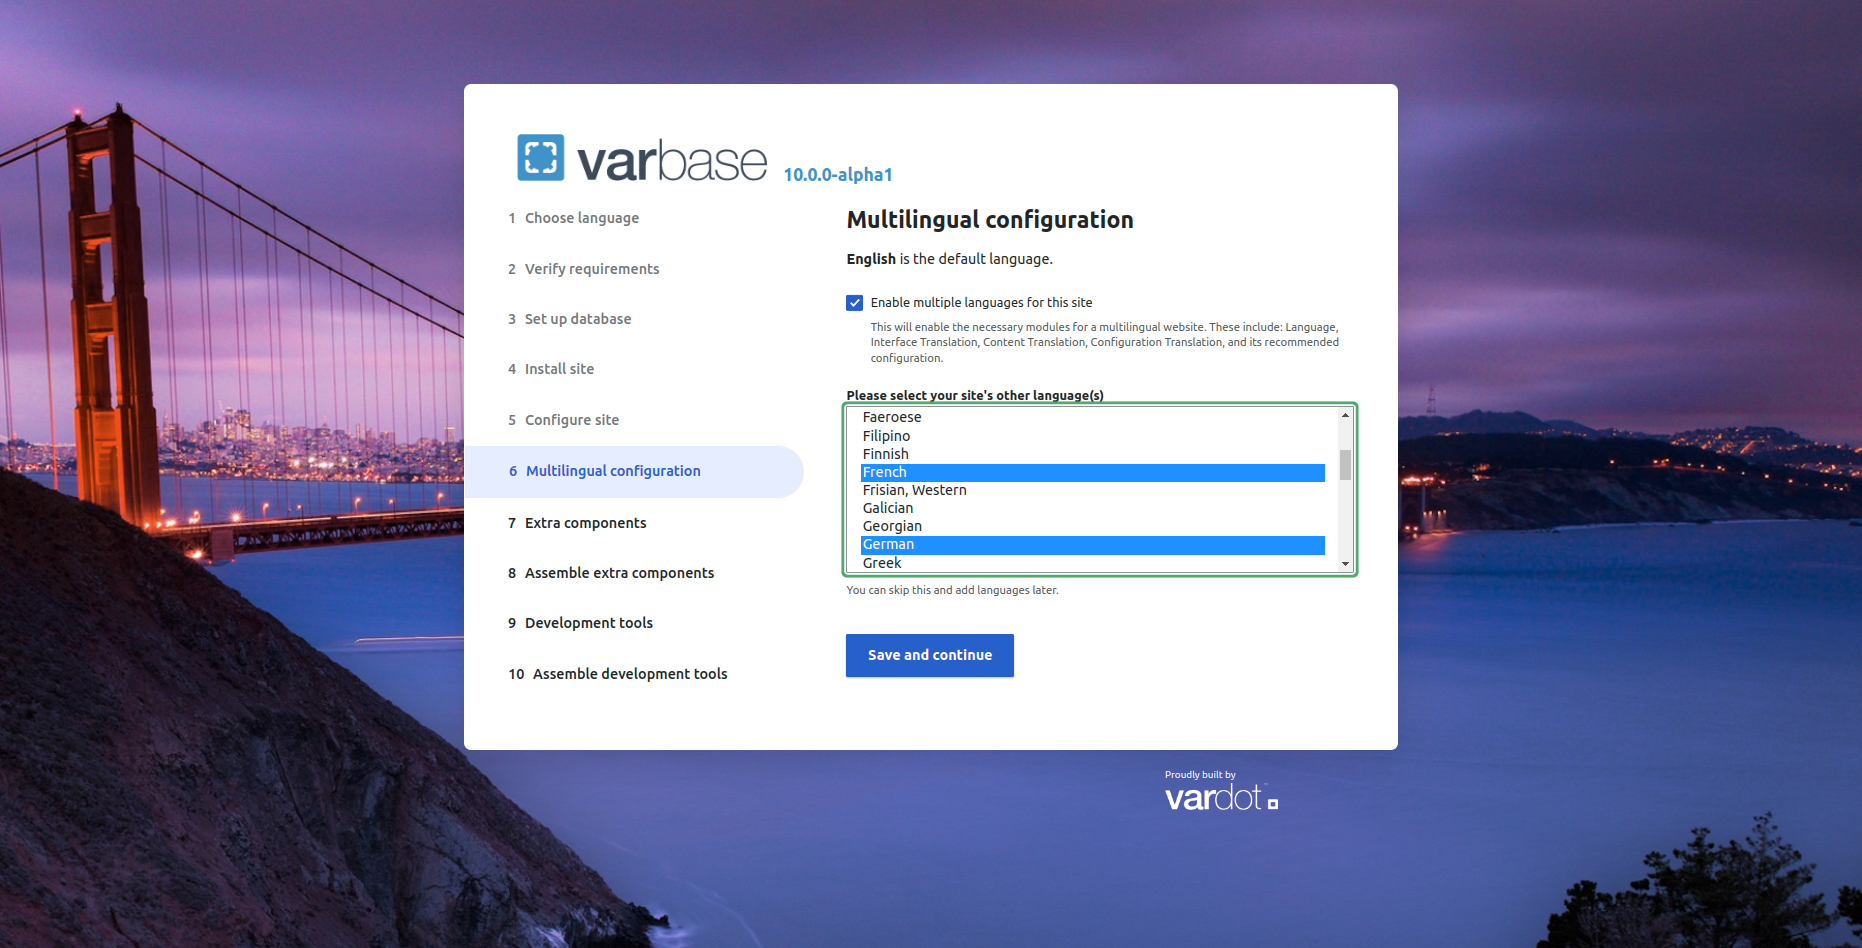 varbase 10.0.0-alpha1
1 Choose language
2 Verify requirements
3 Set up database
4 Install site
5 Configure site
6 Multilingual configuration
7 Extra components
8 Assemble extra components
9 Development tools
10 Assemble development tools
Multilingual configuration
English is the default language.
Enable multiple languages for this site
This will enable the necessary modules for a multilingual website. These include: Language,
Interface Translation, Content Translation, Configuration Translation, and its recommended
configuration.
Please select your site's other language(s)
Faeroese
Filipino
Finnish
French
Frisian, Western
Galician
Georgian
German
Greek
You can skip this and add languages later.
Save and continue
Proudly built by
vardot